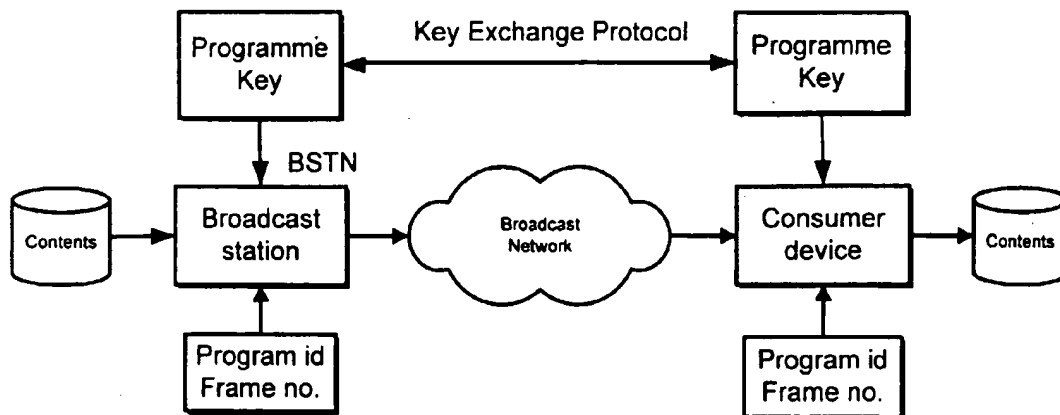 Programme
Key
Key Exchange Protocol
Programme
Key
BSTN
Contents
Broadcast
station
Broadcast
Network
Consumer
device
Contents
Program id
Frame no.
Program id
Frame no.